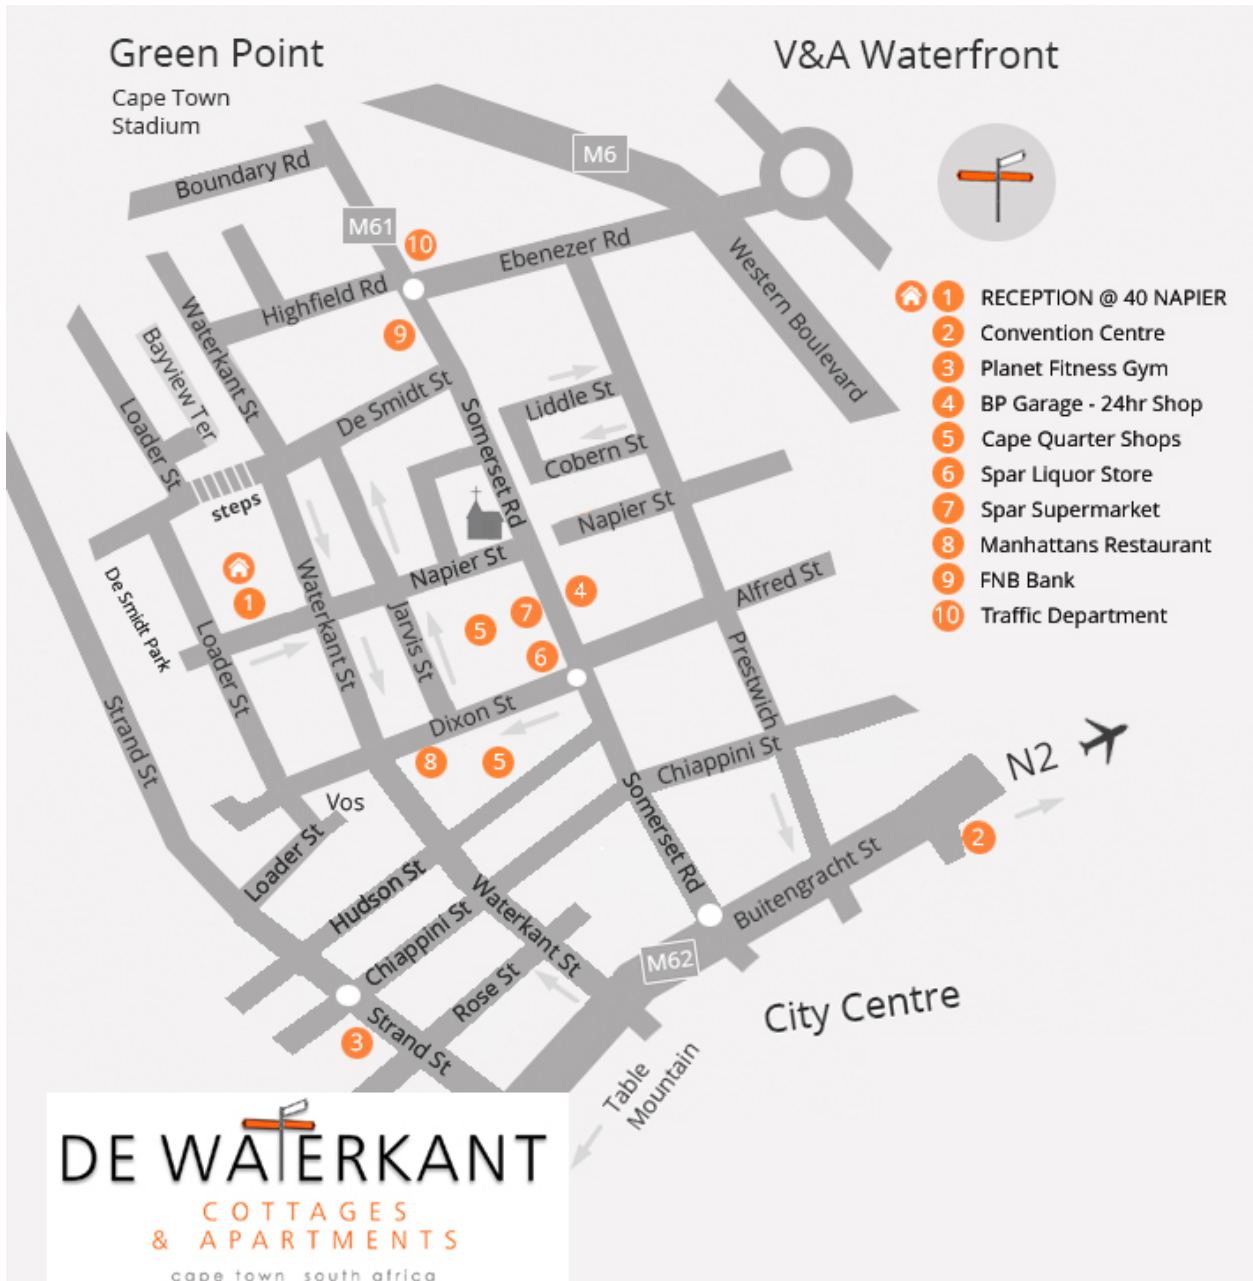 Green Point
Cape Town
Stadium
V&A Waterfront
M6
Boundary Rd
M61
10
Ebenezer Rd
Highfield Rd
9
Western Boulevard
Waterkant St
Bayview Ter
Loader St
De Smidt St
Somerset Rd
Liddle St
Cobern St
Napier St
steps
1 RECEPTION @ 40 NAPIER
2 Convention Centre
3 Planet Fitness Gym
4 BP Garage - 24hr Shop
5 Cape Quarter Shops
6 Spar Liquor Store
7 Spar Supermarket
8 Manhattans Restaurant
9 FNB Bank
10 Traffic Department
De Smidt Park
1
Waterkant St
Napier St
Jarvis St
4
7
5
6
Alfred St
Loader St
Prestwich
Strand St
Dixon St
8
5
Chiappini St
N2
Vos
Somerset Rd
2
Loader St
Hudson St
Buitengracht St
Chiappini St
Waterkant St
M62
Rose St
City Centre
3
Strand St
Table
Mountain
DE WATERKANT
COTTAGES
& APARTMENTS
cape town south africa